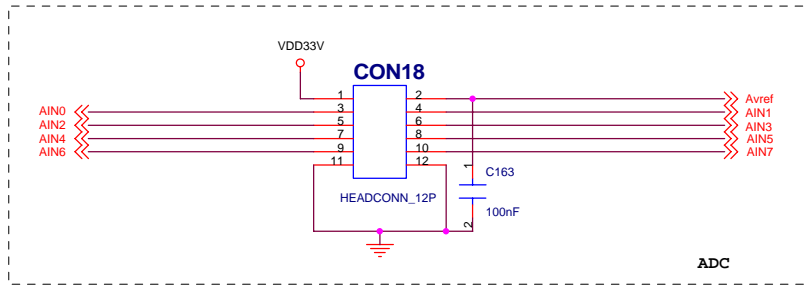 VDD33V
CON18
1 2
AIN0 3 4 Avref
AIN2 5 6 AIN1
AIN4 7 8 AIN3
AIN6 9 10 AIN5
11 12 AIN7
1 C163
HEADCONN_12P
2 100nF
ADC